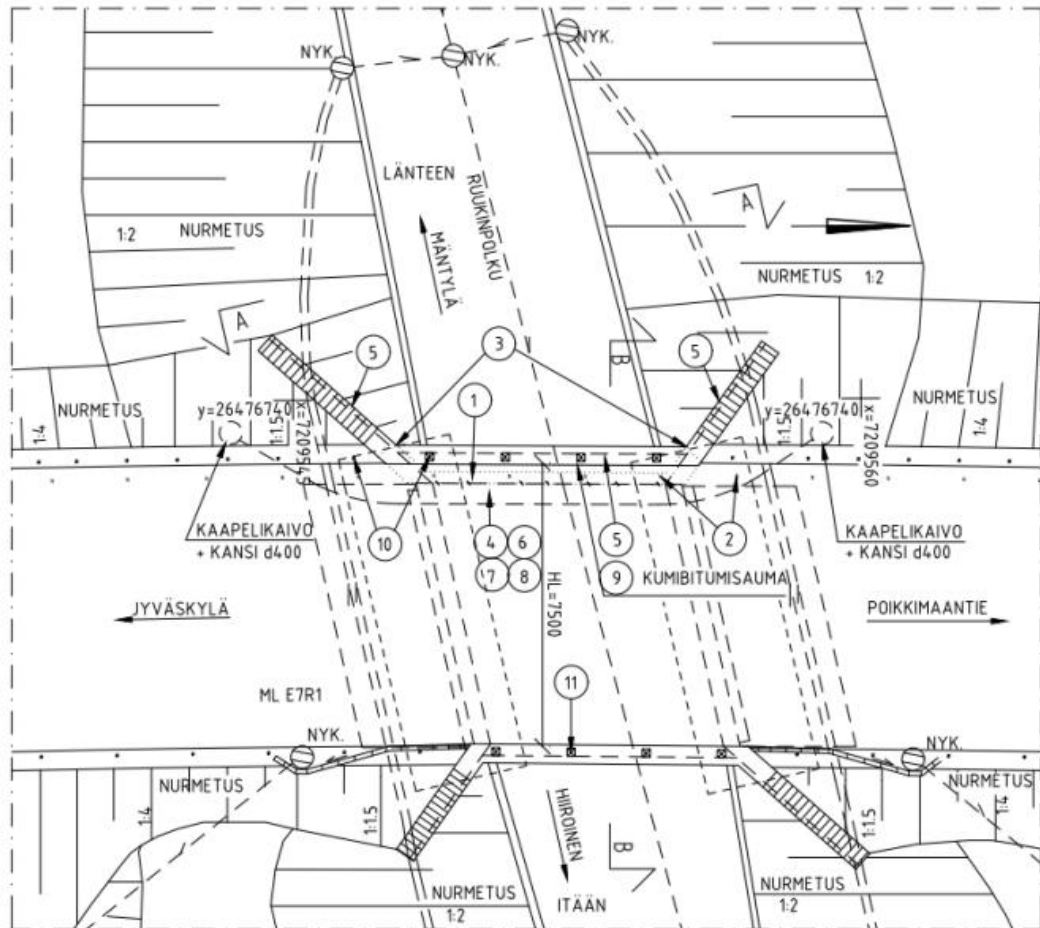 NYK.
NYK.
NYK.
LÄNTEEN
RUUKINPOLKU
MÄNTYLÄ
A
1:2 NURMETUS
NURMETUS 1:2
A
B
5
3
5
1
NURMETUS
1:4
y=26476740
1:1.5
y=26476740
x=7209560
1:1.5
NURMETUS
1:4
KAAPELIKAIVO
+ KANSI d400
10
4
6
7
8
5
9
2
KUMIBITUMISAUMA
KAAPELIKAIVO
+ KANSI d400
HL=7500
JYVÄSKYLÄ
POIKKIMAANTIE
ML E7R1
11
NYK.
NYK.
NURMETUS
1:4
1:1.5
HIIROINEN
B
1:1.5
NURMETUS
1:4
NURMETUS
1:2
ITÄÄN
NURMETUS
1:2